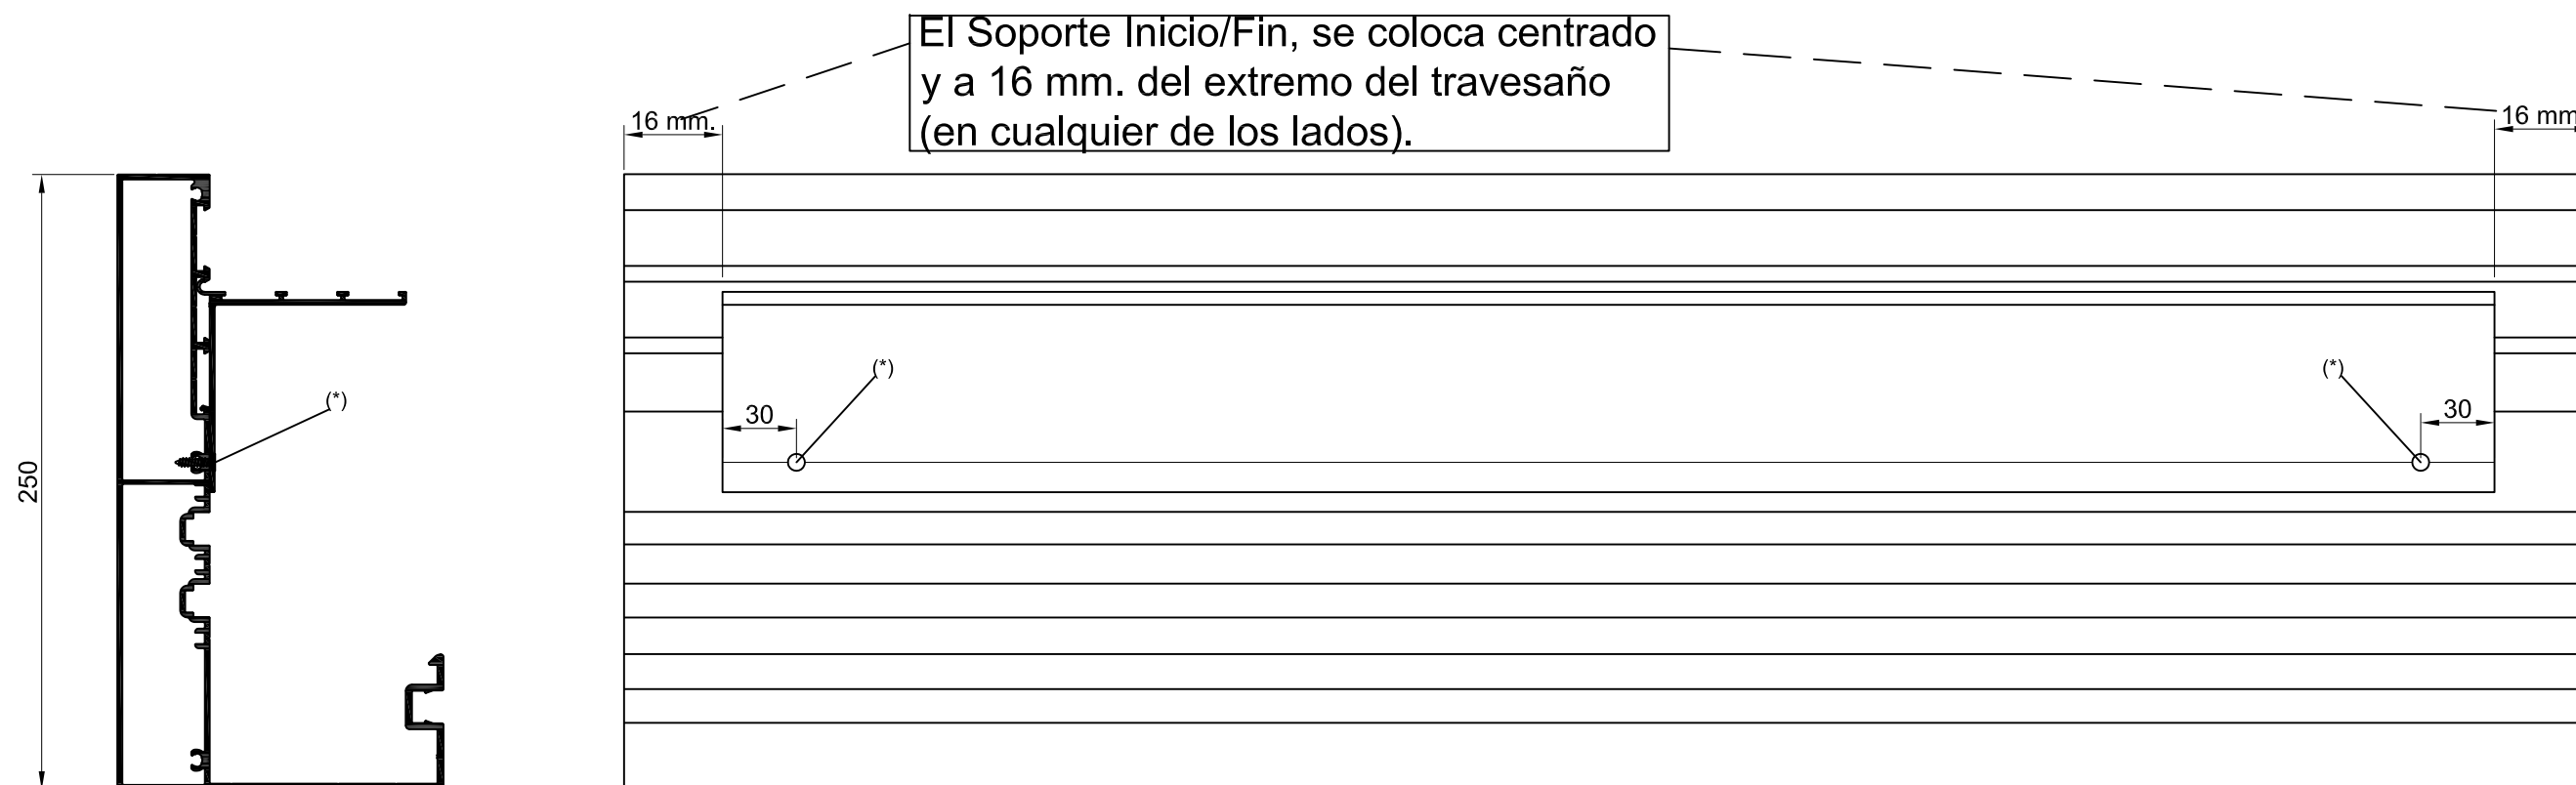 El Soporte Inicio/Fin, se coloca centrado
y a 16 mm. del extremo del travesaño
(en cualquier de los lados).
16 mm.
16 mm
(*)
(*)
(*)
30
30
250